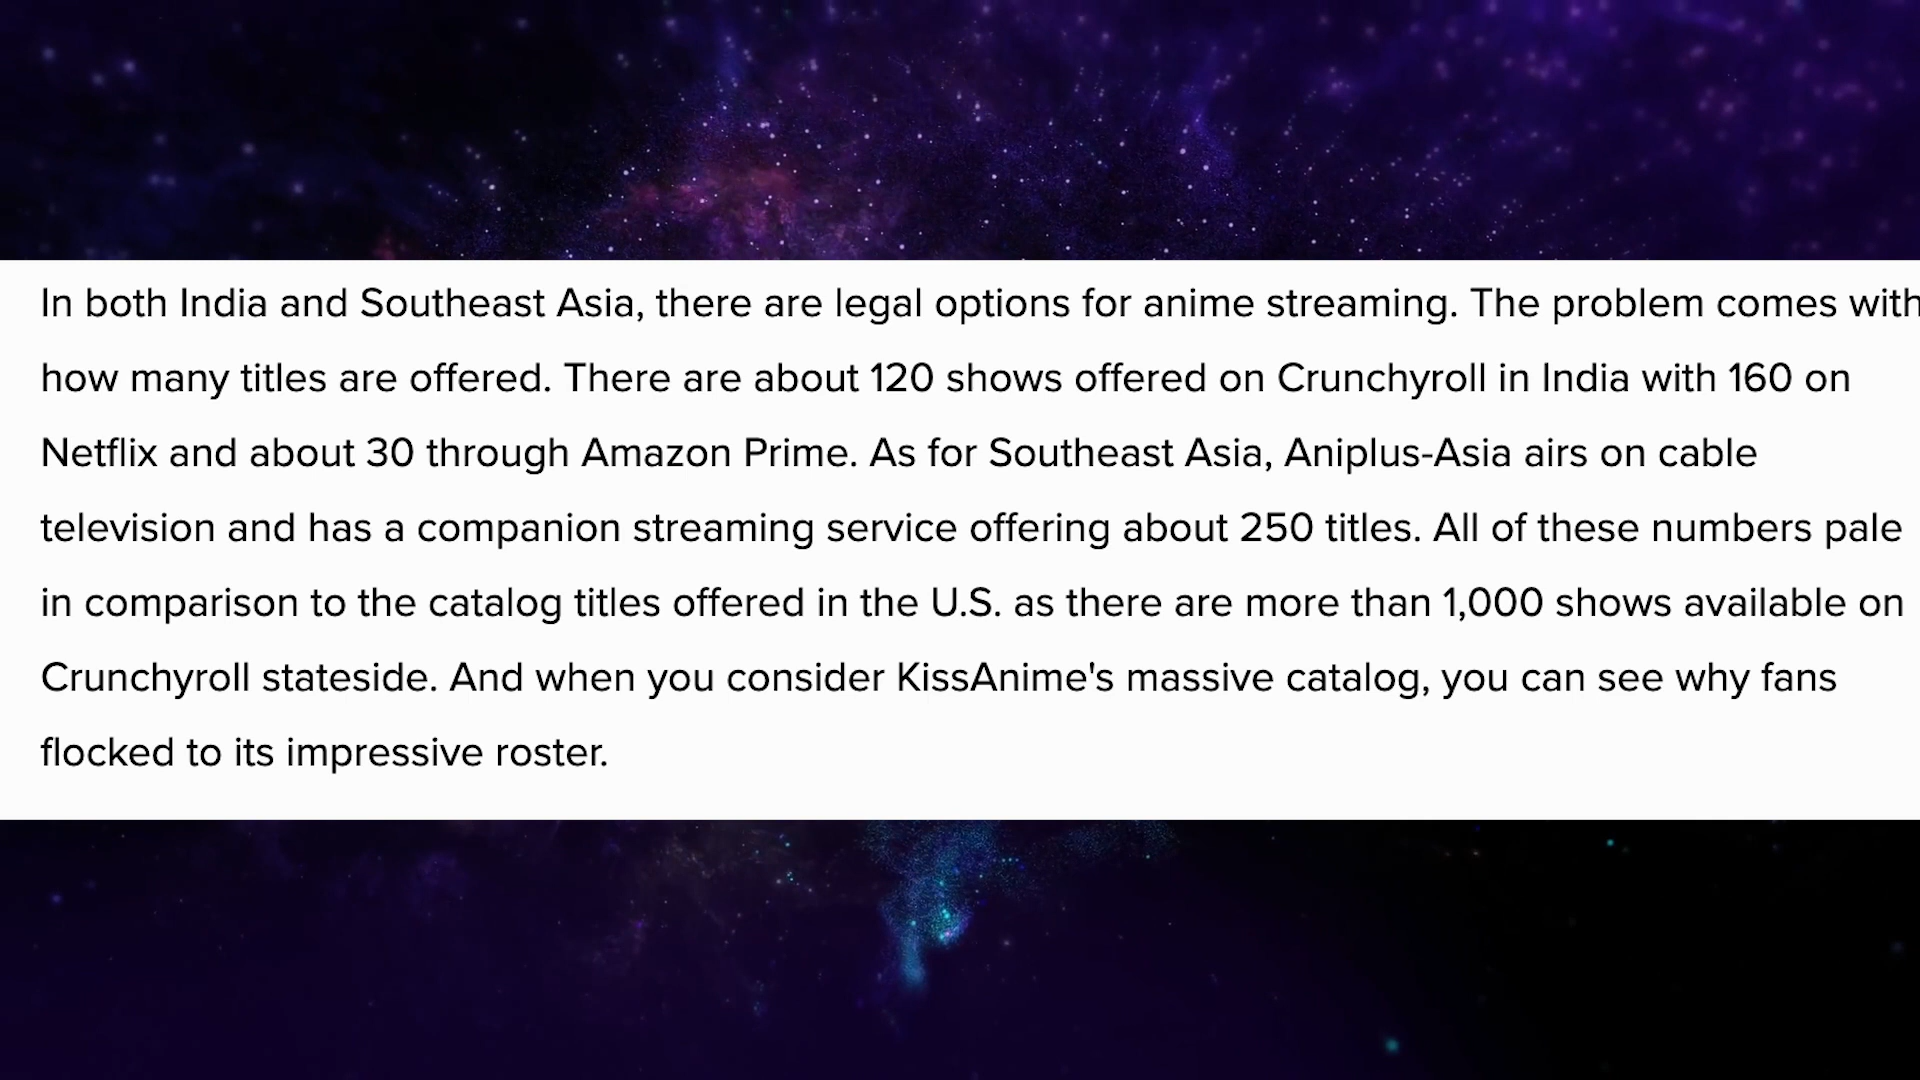 In both India and Southeast Asia, there are legal options for anime streaming. The problem comes with
how many titles are offered. There are about 120 shows offered on Crunchyroll in India with 160 on
Netflix and about 30 through Amazon Prime. As for Southeast Asia, Aniplus-Asia airs on cable
television and has a companion streaming service offering about 250 titles. All of these numbers pale
in comparison to the catalog titles offered in the U.S. as there are more than 1,000 shows available on
Crunchyroll stateside. And when you consider KissAnime's massive catalog, you can see why fans
flocked to its impressive roster.